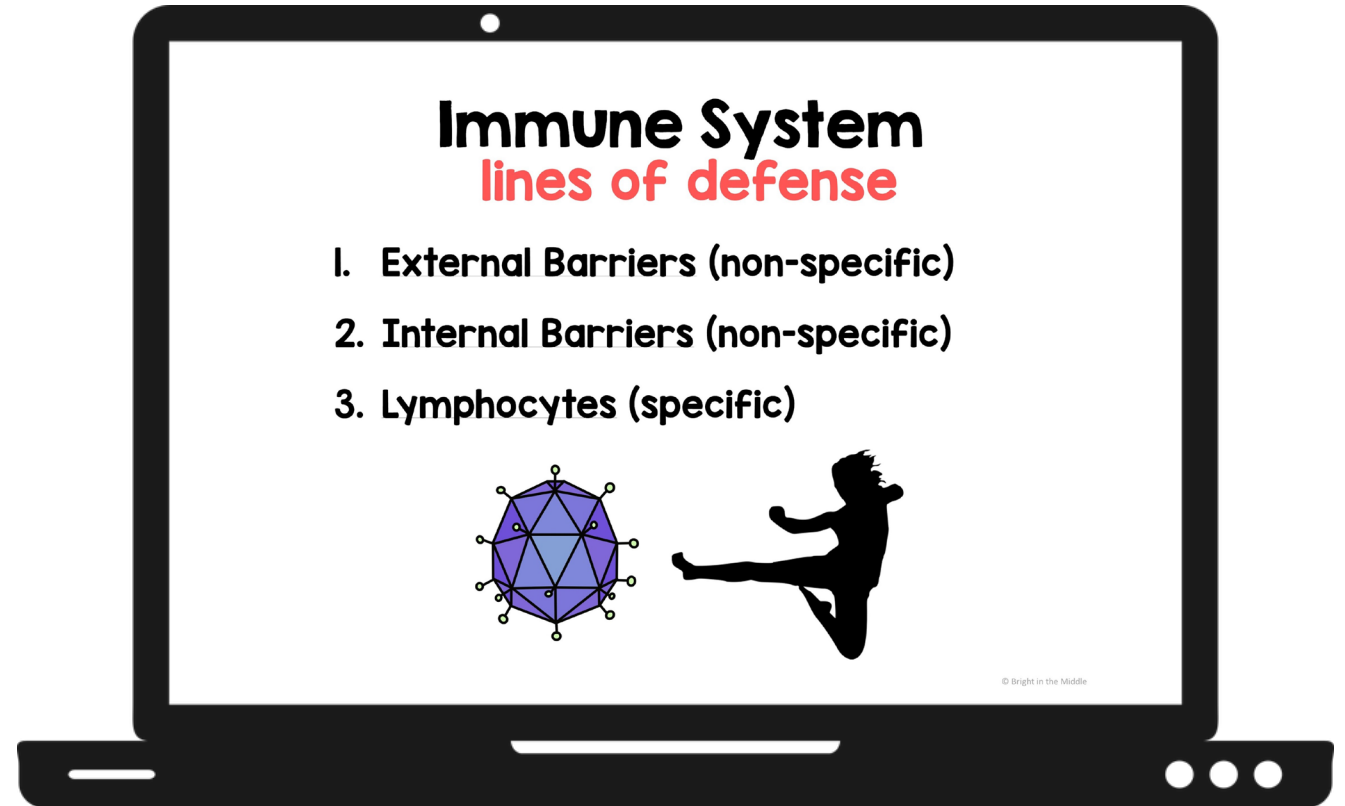 Immune System
lines of defense
1. External Barriers (non-specific)
2. Internal Barriers (non-specific)
3. Lymphocytes (specific)
© Bright in the Middle